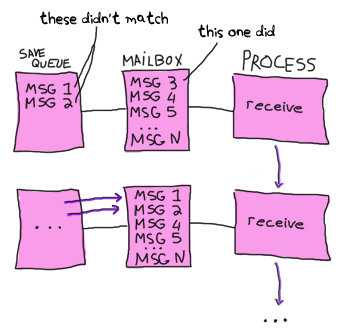 these didn't match
this one did
SAVE QUEUE
MAILBOX
PROCESS
MSG 1
MSG 2
MSG 3
MSG 4
MSG 5
...
MSG N
receive
...
MSG 1
MSG 2
MSG 4
MSG 5
...
MSG N
receive
...